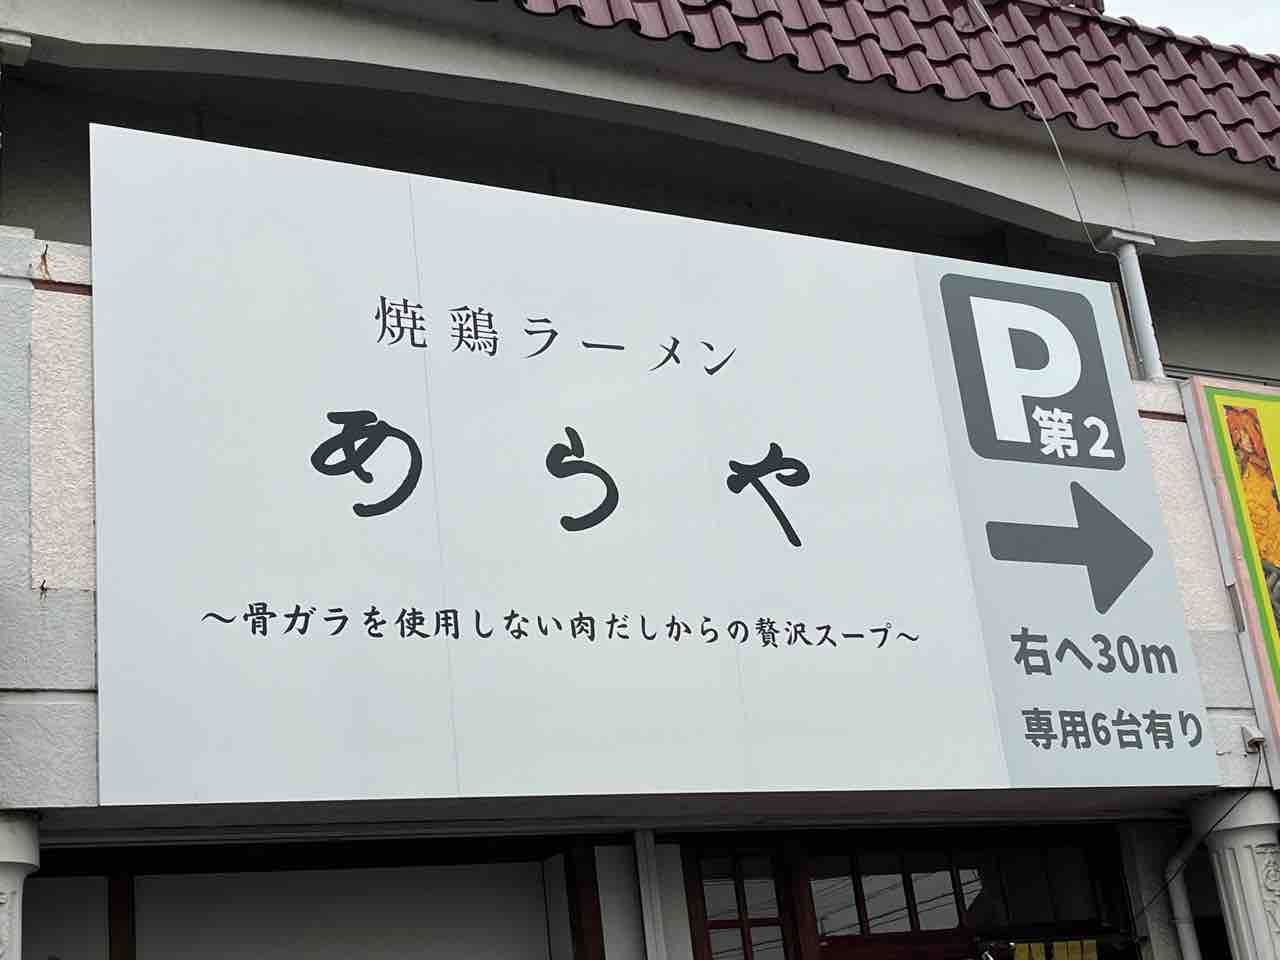 焼鶏ラーメン
あらや
～骨ガラを使用しない肉だしからの贅沢スープ～
P
第2
右へ30m
専用6台有り